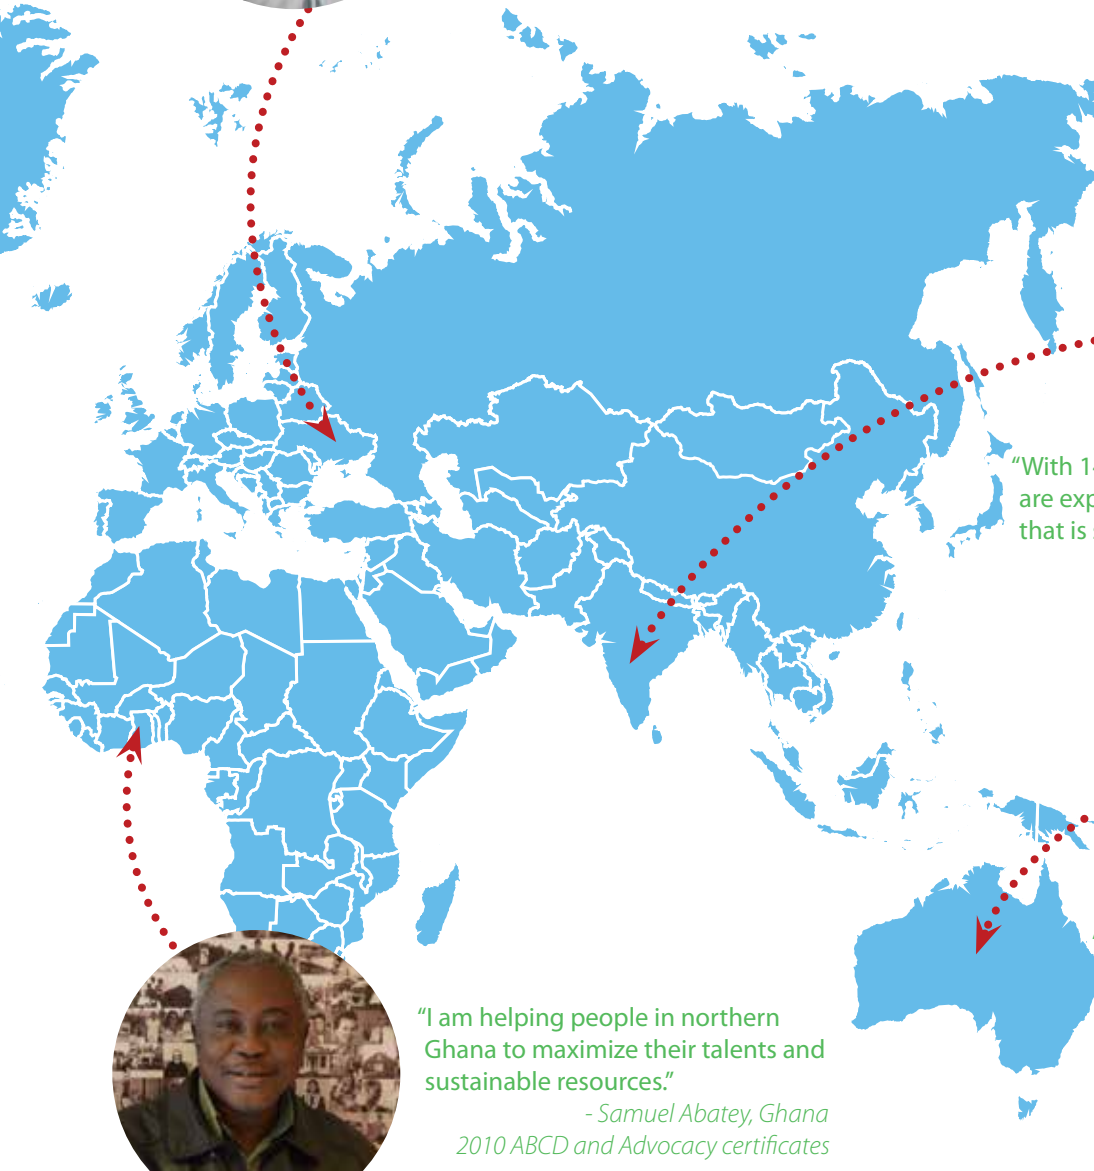 “With 1
are exp
that is
“I am helping people in northern
Ghana to maximize their talents and
sustainable resources.”
- Samuel Abatey, Ghana
2010 ABCD and Advocacy certificates